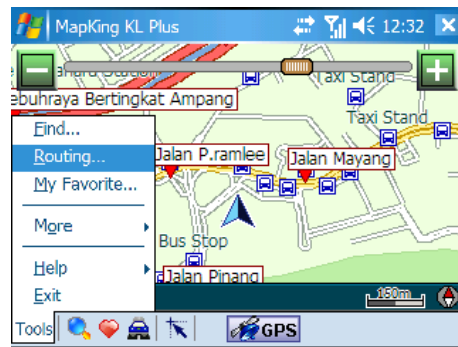 MapKing KL Plus 12:32
Taxi Stand
ebuhraya Bertingkat Ampang
Taxi Stand
Find...
Routing...
Jalan P.ramlee
Jalan Mayang
My Favorite...
More
Bus Stop
Help
Jalan Pinang
Exit
150m
Tools
GPS